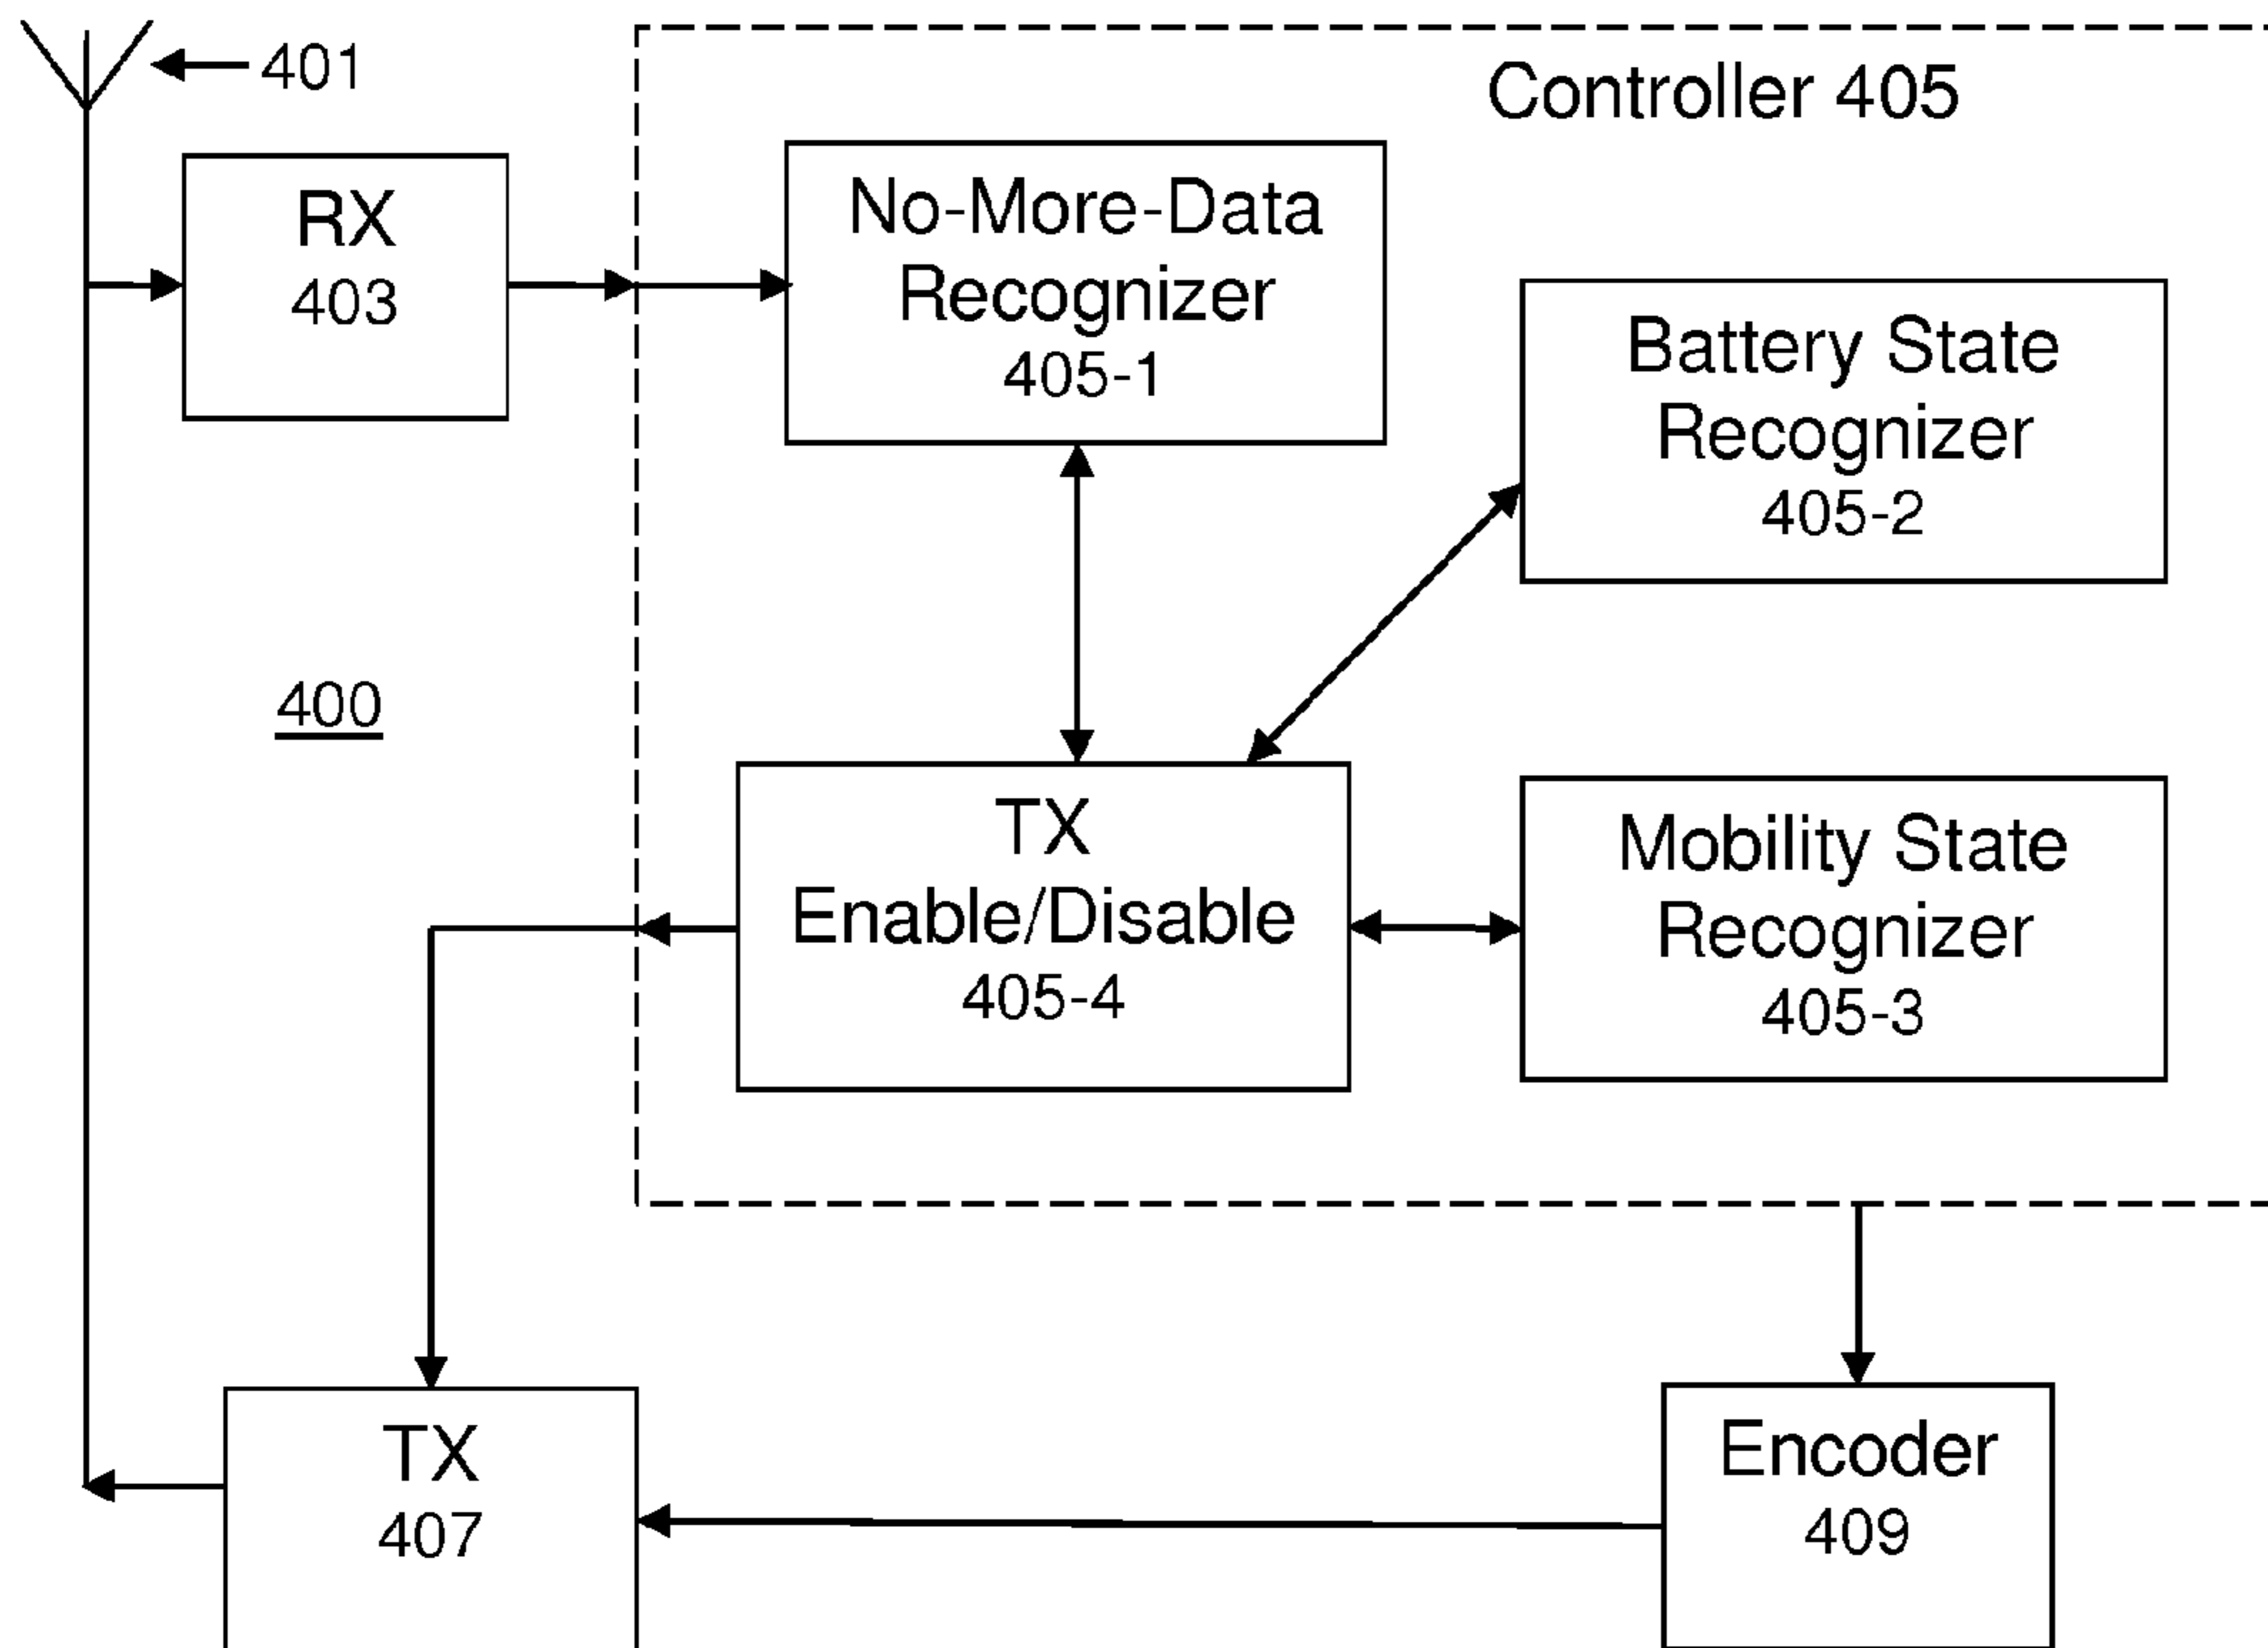 401
Controller 405
RX
403
No-More-Data
Recognizer
405-1
Battery State
Recognizer
405-2
400
TX
Enable/Disable
405-4
Mobility State
Recognizer
405-3
TX
407
Encoder
409